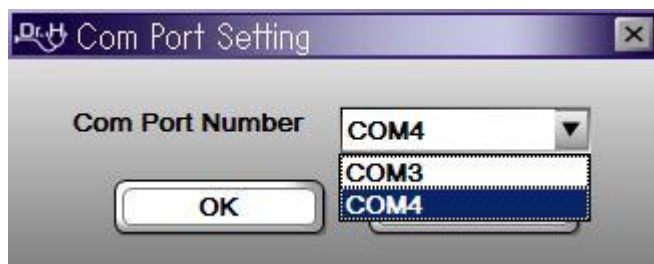 Dr.H Com Port Setting
Com Port Number
COM4
COM3
COM4
OK